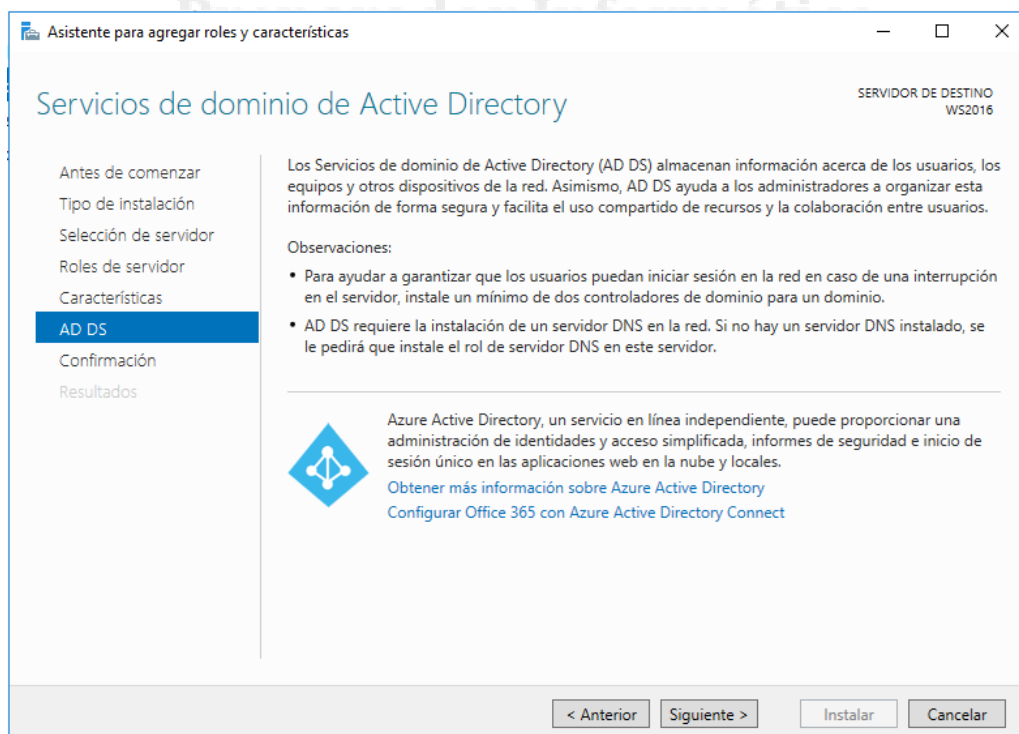 Asistente para agregar roles y características
Servicios de dominio de Active Directory
SERVIDOR DE DESTINO
WS2016
Antes de comenzar
Tipo de instalación
Selección de servidor
Roles de servidor
Características
AD DS
Confirmación
Resultados
Los Servicios de dominio de Active Directory (AD DS) almacenan información acerca de los usuarios, los
equipos y otros dispositivos de la red. Asimismo, AD DS ayuda a los administradores a organizar esta
información de forma segura y facilita el uso compartido de recursos y la colaboración entre usuarios.
Observaciones:
• Para ayudar a garantizar que los usuarios puedan iniciar sesión en la red en caso de una interrupción
en el servidor, instale un mínimo de dos controladores de dominio para un dominio.
• AD DS requiere la instalación de un servidor DNS en la red. Si no hay un servidor DNS instalado, se
le pedirá que instale el rol de servidor DNS en este servidor.
Azure Active Directory, un servicio en línea independiente, puede proporcionar una
administración de identidades y acceso simplificada, informes de seguridad e inicio de
sesión único en las aplicaciones web en la nube y locales.
Obtener más información sobre Azure Active Directory
Configurar Office 365 con Azure Active Directory Connect
< Anterior
Siguiente >
Instalar
Cancelar